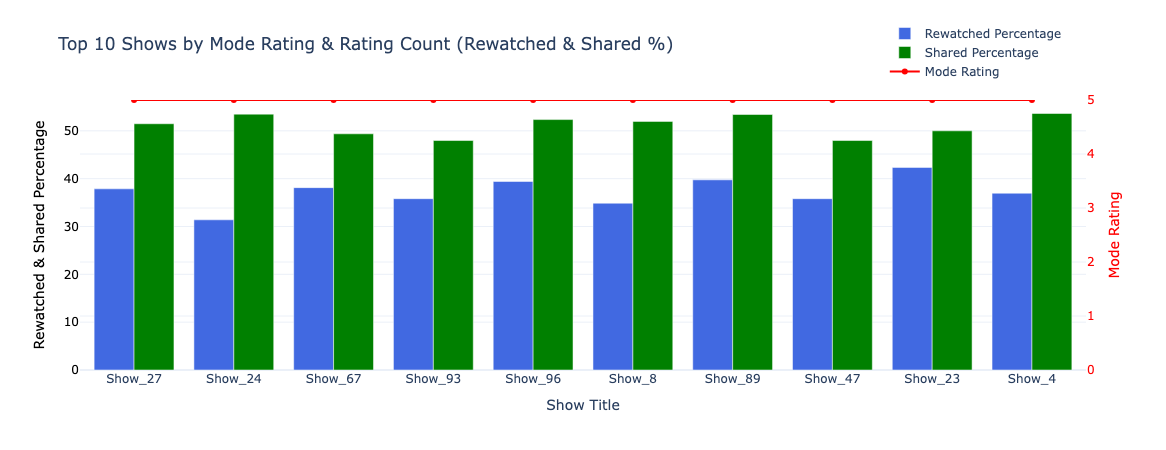 Top 10 Shows by Mode Rating & Rating Count (Rewatched & Shared %)
Rewatched Percentage
Shared Percentage
Mode Rating
Rewatched & Shared Percentage
50
40
30
20
10
0
5
4
3
2
1
0
Mode Rating
Show_27 Show_24 Show_67 Show_93 Show_96 Show_8 Show_89 Show_47 Show_23 Show_4
Show Title